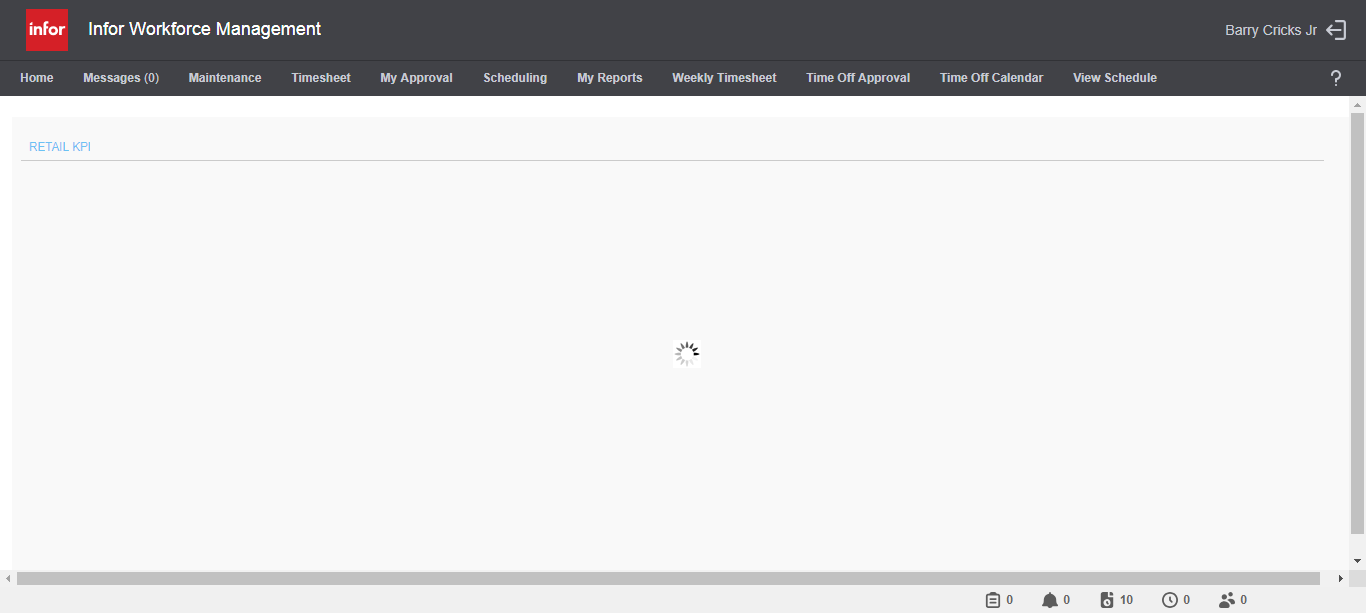 infor
Infor Workforce Management
Barry Cricks Jr
Home Messages (0) Maintenance Timesheet My Approval Scheduling My Reports Weekly Timesheet Time Off Approval Time Off Calendar View Schedule ?
RETAIL KPI
0 0 10 0 0